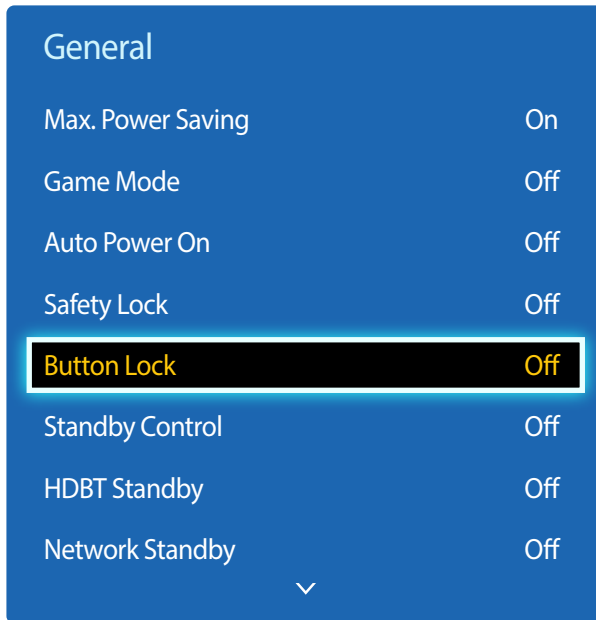 General
Max. Power Saving On
Game Mode Off
Auto Power On Off
Safety Lock Off
Button Lock Off
Standby Control Off
HDBT Standby Off
Network Standby Off